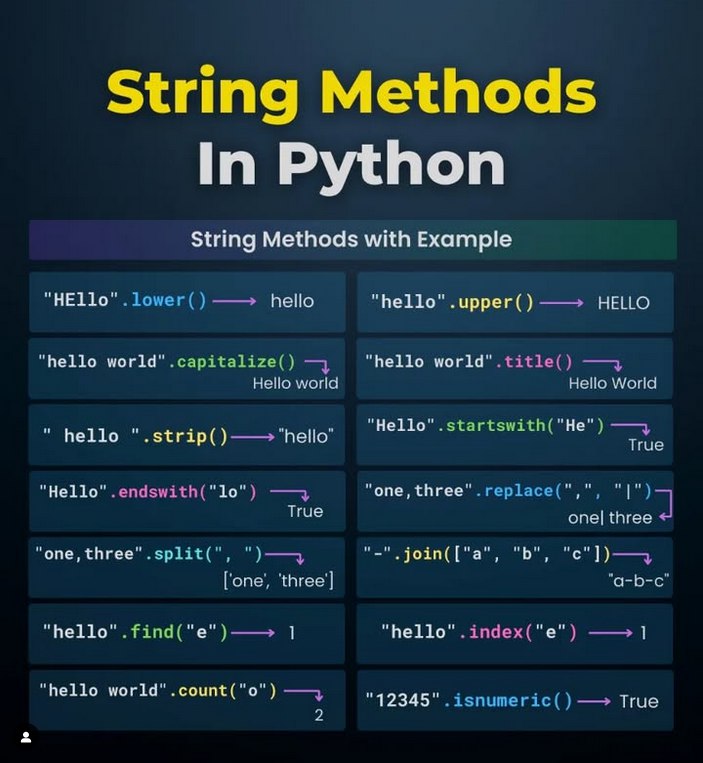 String Methods
In Python
String Methods with Example
"HEllo".lower() hello
"hello".upper() HELLO
"hello world".capitalize()
Hello world
"hello world".title()
Hello World
" hello ".strip() "hello"
"Hello".startswith("He")
True
"Hello".endswith("lo")
True
"one,three".replace(",", "|")
one| three
"one,three".split(", ")
['one', 'three']
"-".join(["a", "b", "c"])
"a-b-c"
"hello".find("e") 1
"hello".index("e") 1
"hello world".count("o")
2
"12345".isnumeric() True